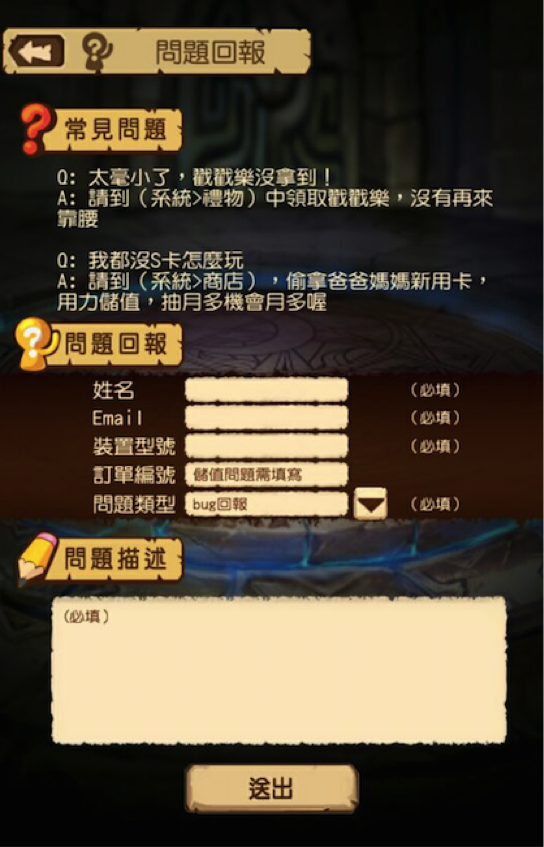 問題回報
常見問題
Q: 太毫小了，戳戳樂沒拿到！
A: 請到（系統>禮物）中領取戳戳樂，沒有再來
靠腰
Q: 我都沒S卡怎麼玩
A: 請到（系統>商店），偷拿爸爸媽媽新用卡，
用力儲值，抽月多機會月多喔
問題回報
姓名 （必填）
Email （必填）
裝置型號 （必填）
訂單編號 儲值問題需填寫
問題類型 bug回報 （必填）
問題描述
（必填）
送出